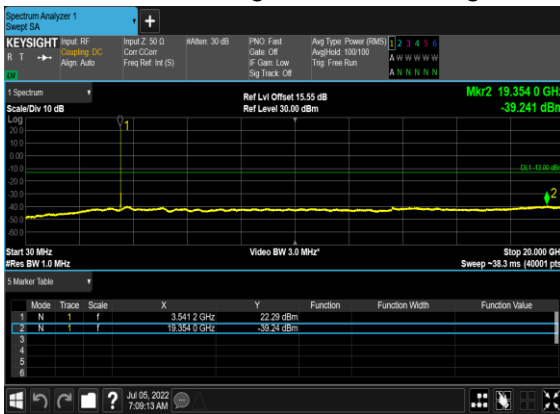 Spectrum Analyzer 1
Swept SA
KEYSIGHT
R T
LV
Input: RF
Coupling: DC
Align: Auto
Input Z: 50 Ω
Corr CCorr
Freq Ref: Int (S)
#Atten: 30 dB
PNO: Fast
Gate: Off
IF Gain: Low
Sig Track: Off
Avg Type: Power (RMS)
Avg|Hold: 100/100
Trig: Free Run
1 2 3 4 5 6
A W W W W W
A N N N N N
1 Spectrum
Scale/Div 10 dB
Ref Lvl Offset 15.55 dB
Ref Level 30.00 dBm
Mkr2 19.354 0 GHz
-39.241 dBm
Log
20.0
10.0
0.00
-10.0
-20.0
-30.0
-40.0
-50.0
-60.0
1
DL1 -13.00 dBm
2
Start 30 MHz
#Res BW 1.0 MHz
Video BW 3.0 MHz*
Stop 20.000 GHz
Sweep ~38.3 ms (40001 pts)
5 Marker Table
Mode Trace Scale X Y Function Function Width Function Value
1 N 1 f 3.541 2 GHz 22.29 dBm
2 N 1 f 19.354 0 GHz -39.24 dBm
3
4
5
6
?
Jul 05, 2022
7:09:13 AM